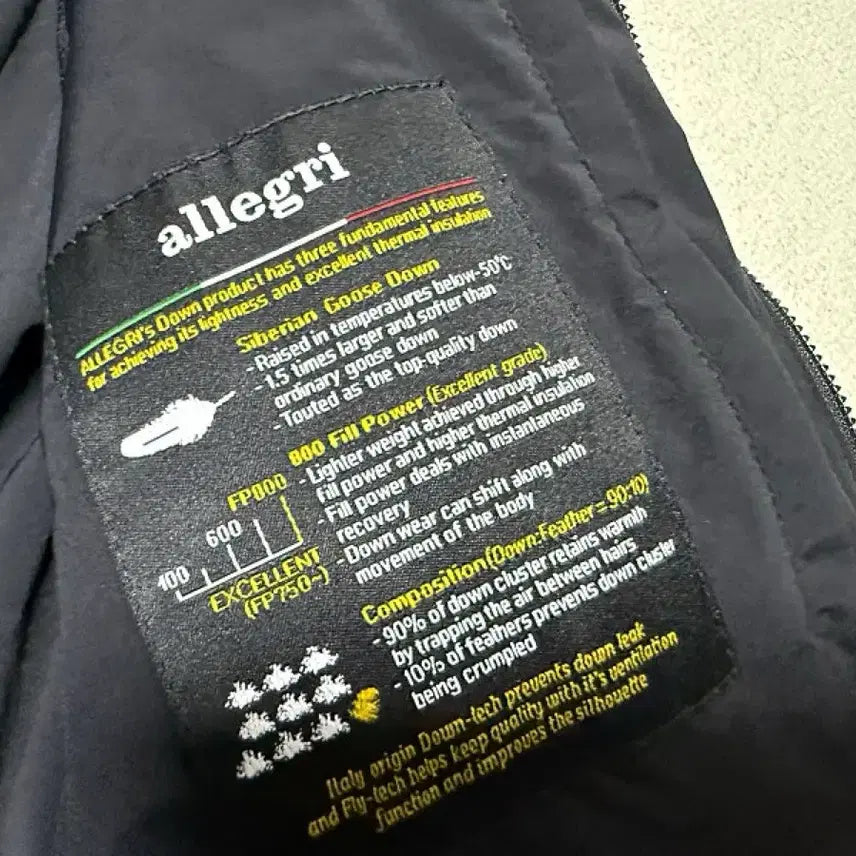 allegri
ALLEGRI's Down product has three fundamental features
for achieving its lightness and excellent thermal insulation
Siberian Goose Down
- Raised in temperatures below-50°C
- 1.5 times larger and softer than
ordinary goose down
- Touted as the top-quality down
800 Fill Power (Excellent grade)
- Lighter weight achieved through higher
fill power and higher thermal insulation
- Fill power deals with instantaneous
recovery
- Down wear can shift along with
movement of the body
FP800
600
400
EXCELLENT
(FP750~)
Composition (Down:Feather = 90:10)
- 90% of down cluster retains warmth
by trapping the air between hairs
- 10% of feathers prevents down cluster
being crumpled
Italy origin Down-tech prevents down leak
and Fly-tech helps keep quality with it's ventilation
function and improves the silhouette